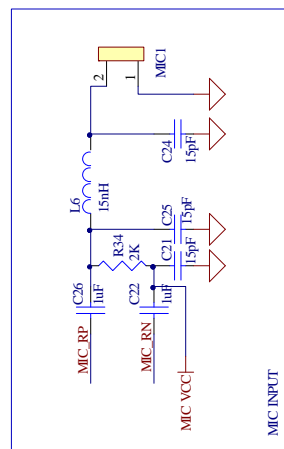 MIC1
2
1
C24
15pF
L6
15nH
C25
15pF
R34
2K
C21
15pF
C26
1uF
C22
1uF
MIC_RP
MIC_RN
MIC VCC
MIC INPUT